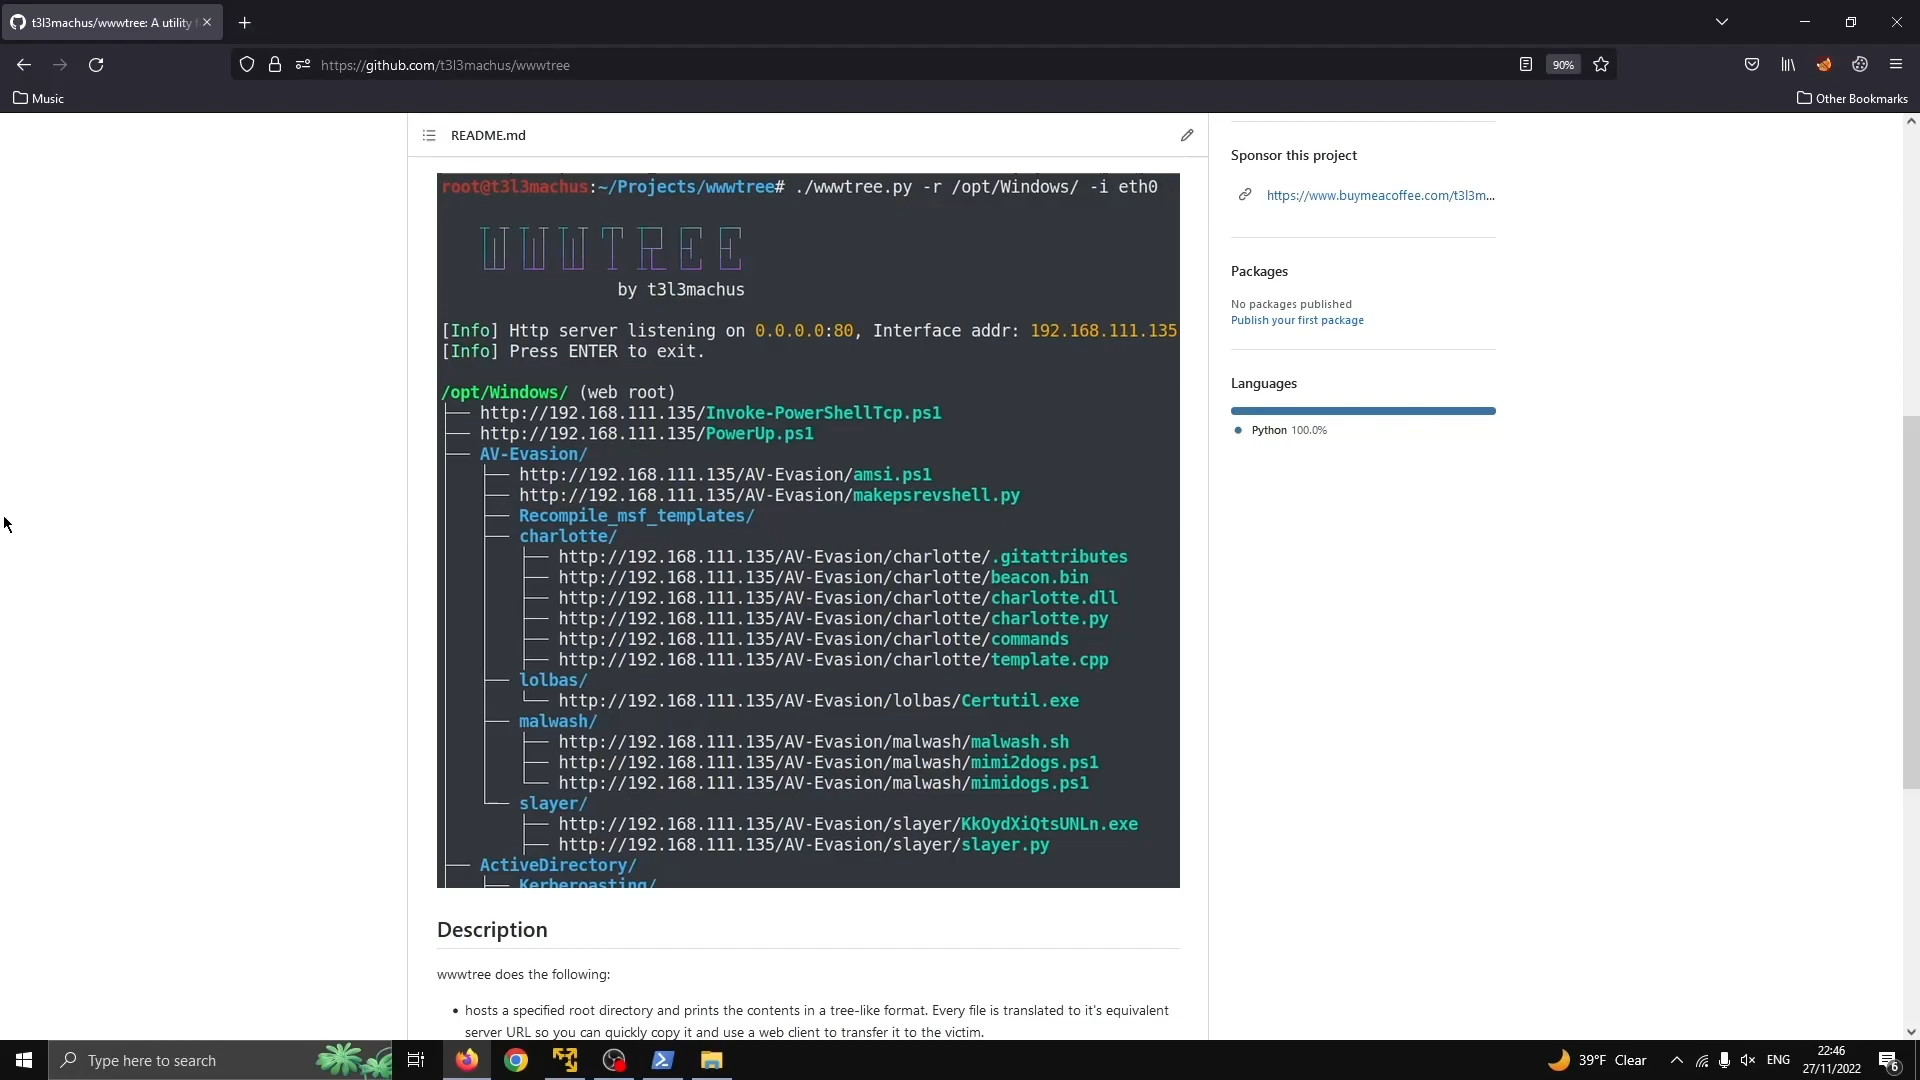 t3l3machus/wwwtree: A utility
https://github.com/t3l3machus/wwwtree
90%
Music
Other Bookmarks
README.md
root@t3l3machus:~/Projects/wwwtree# ./wwwtree.py -r /opt/Windows/ -i eth0
WWWTREE
by t3l3machus
[Info] Http server listening on 0.0.0.0:80, Interface addr: 192.168.111.135
[Info] Press ENTER to exit.
/opt/Windows/ (web root)
├── http://192.168.111.135/Invoke-PowerShellTcp.ps1
├── http://192.168.111.135/PowerUp.ps1
├── AV-Evasion/
│   ├── http://192.168.111.135/AV-Evasion/amsi.ps1
│   ├── http://192.168.111.135/AV-Evasion/makepsrevshell.py
│   ├── Recompile_msf_templates/
│   ├── charlotte/
│   │   ├── http://192.168.111.135/AV-Evasion/charlotte/.gitattributes
│   │   ├── http://192.168.111.135/AV-Evasion/charlotte/beacon.bin
│   │   ├── http://192.168.111.135/AV-Evasion/charlotte/charlotte.dll
│   │   ├── http://192.168.111.135/AV-Evasion/charlotte/charlotte.py
│   │   ├── http://192.168.111.135/AV-Evasion/charlotte/commands
│   │   ├── http://192.168.111.135/AV-Evasion/charlotte/template.cpp
│   ├── lolbas/
│   │   └── http://192.168.111.135/AV-Evasion/lolbas/Certutil.exe
│   ├── malwash/
│   │   ├── http://192.168.111.135/AV-Evasion/malwash/malwash.sh
│   │   ├── http://192.168.111.135/AV-Evasion/malwash/mimi2dogs.ps1
│   │   └── http://192.168.111.135/AV-Evasion/malwash/mimidogs.ps1
│   └── slayer/
│       ├── http://192.168.111.135/AV-Evasion/slayer/KkOydXiQtsUNLn.exe
│       ├── http://192.168.111.135/AV-Evasion/slayer/slayer.py
├── ActiveDirectory/
│   ├── Kerberoasting/
Description
wwwtree does the following:
• hosts a specified root directory and prints the contents in a tree-like format. Every file is translated to it's equivalent
server URL so you can quickly copy it and use a web client to transfer it to the victim.
Sponsor this project
https://www.buymeacoffee.com/t3l3m...
Packages
No packages published
Publish your first package
Languages
Python 100.0%
Type here to search
39°F Clear
ENG
22:46
27/11/2022
6